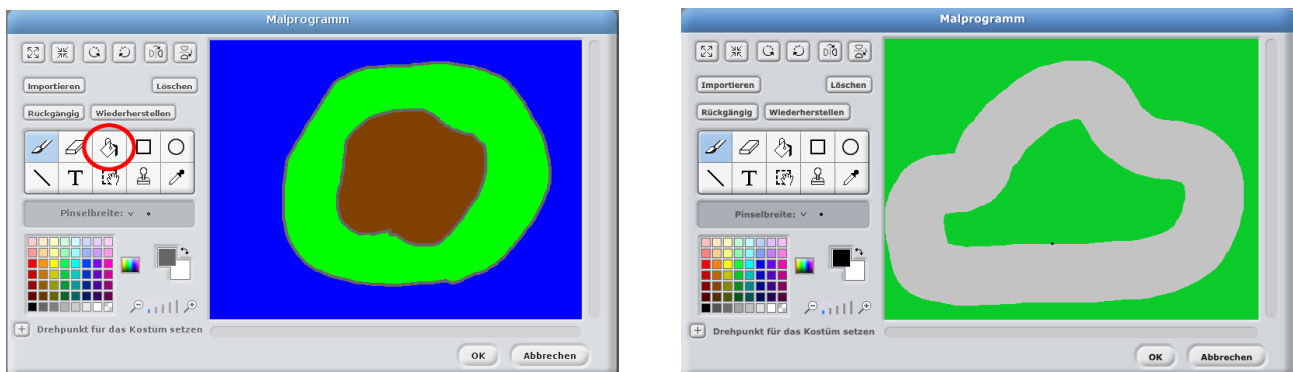 Malprogramm
Importieren Löschen
Rückgängig Wiederherstellen
T
Pinselbreite:
Drehpunkt für das Kostüm setzen
OK Abbrechen
Malprogramm
Importieren Löschen
Rückgängig Wiederherstellen
T
Pinselbreite:
Drehpunkt für das Kostüm setzen
OK Abbrechen